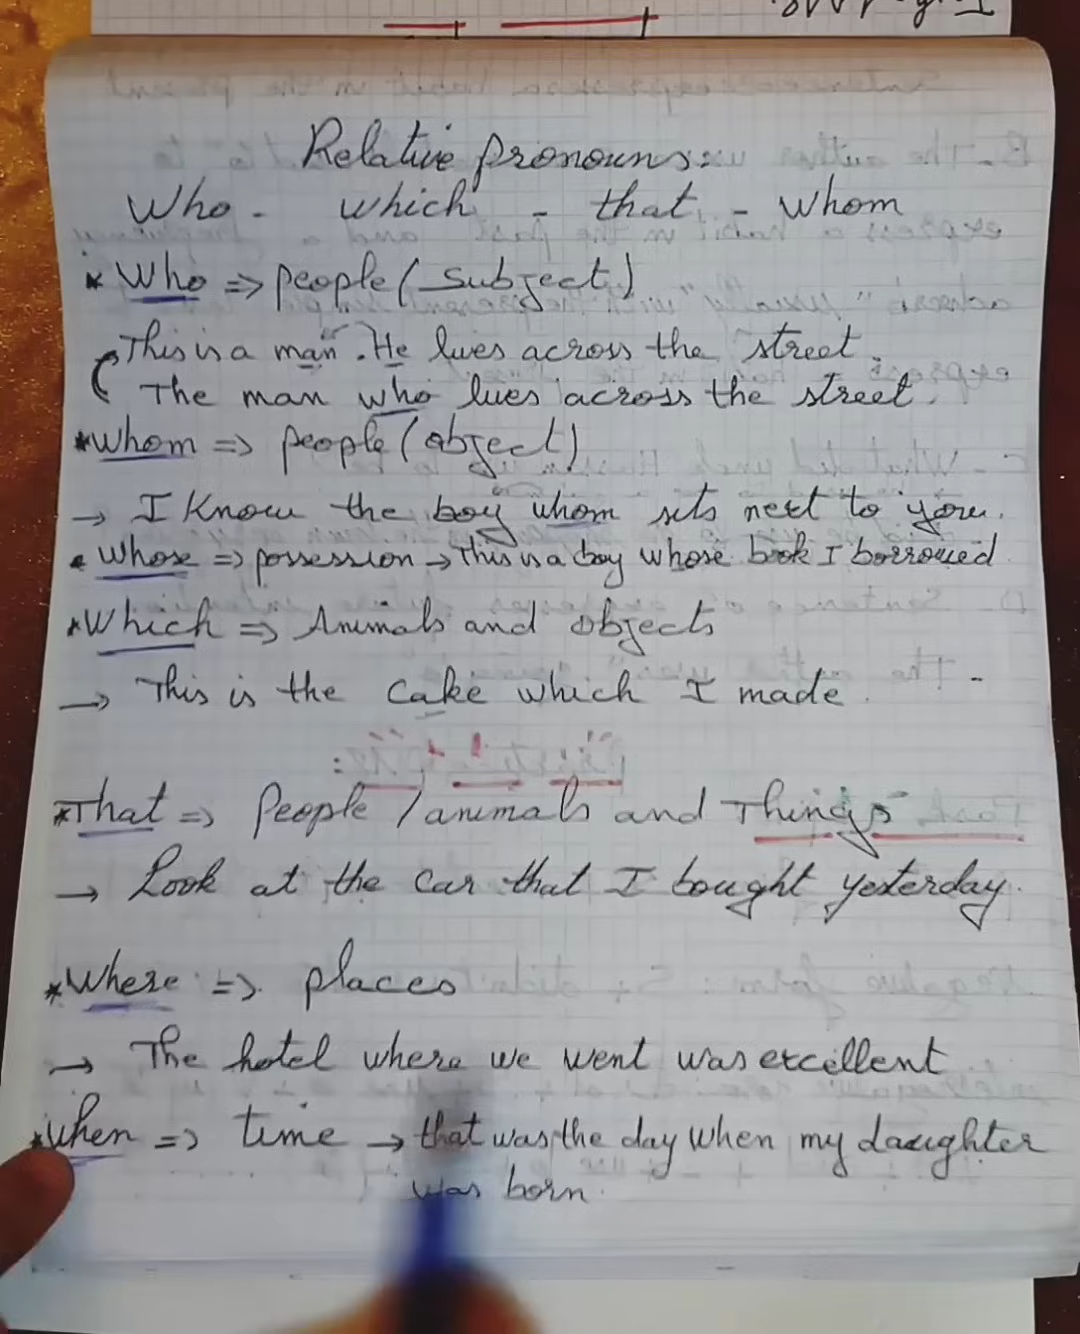 Relative pronouns:
Who - which - that - whom
* Who => people (subject)
This is a man. He lives across the street.
The man who lives across the street.
* Whom => people (object)
→ I know the boy whom sits next to you.
* Whose => possession → This is a boy whose book I borrowed
* Which => Animals and objects
→ This is the cake which I made.
* That => People / animals and Things
→ Look at the car that I bought yesterday.
* Where => places
→ The hotel where we went was excellent
* When => time → that was the day when my daughter
was born.